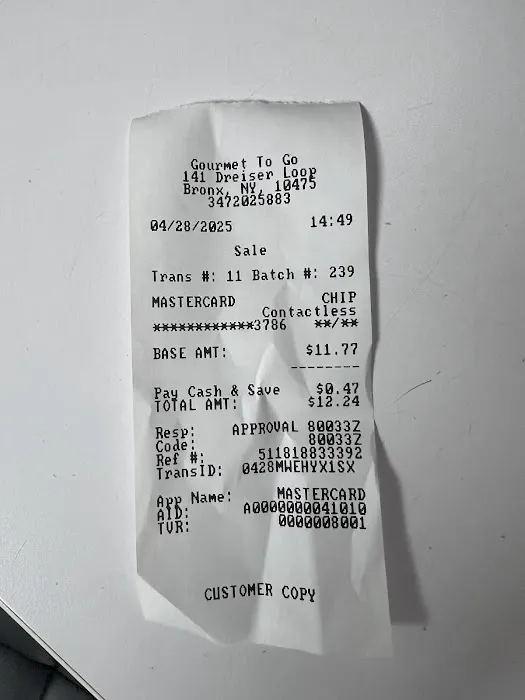 Gourmet To Go
141 Dreiser Loop
Bronx, NY, 10475
3472025883
04/28/2025 14:49
Sale
Trans #: 11 Batch #: 239
MASTERCARD CHIP
Contactless
************3786 **/**
BASE AMT: $11.77
--------
Pay Cash & Save $0.47
TOTAL AMT: $12.24
Resp: APPROVAL 80033Z
Code: 80033Z
Ref #: 511818833392
TransID: 0428MWEHYX1SX
App Name: MASTERCARD
AID: A0000000041010
TVR: 0000008001
CUSTOMER COPY